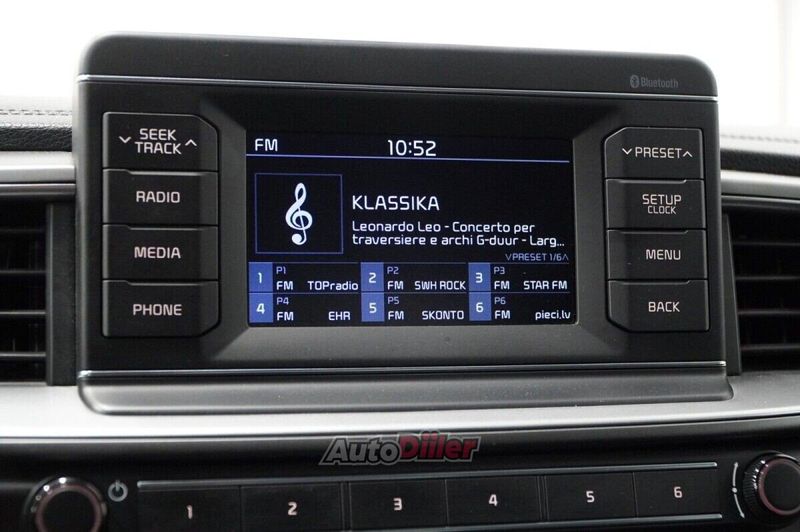 Bluetooth
SEEK
TRACK
RADIO
MEDIA
PHONE
FM 10:52
KLASSIKA
Leonardo Leo - Concerto per
traversiere e archi G-duur - Larg...
PRESET 1/6
1 P1 FM TOPradio
2 P2 FM SWH ROCK
3 P3 FM STAR FM
4 P4 FM EHR
5 P5 FM SKONTO
6 P6 FM pieci.lv
PRESET
SETUP
CLOCK
MENU
BACK
AutoDiller
1 2 3 4 5 6